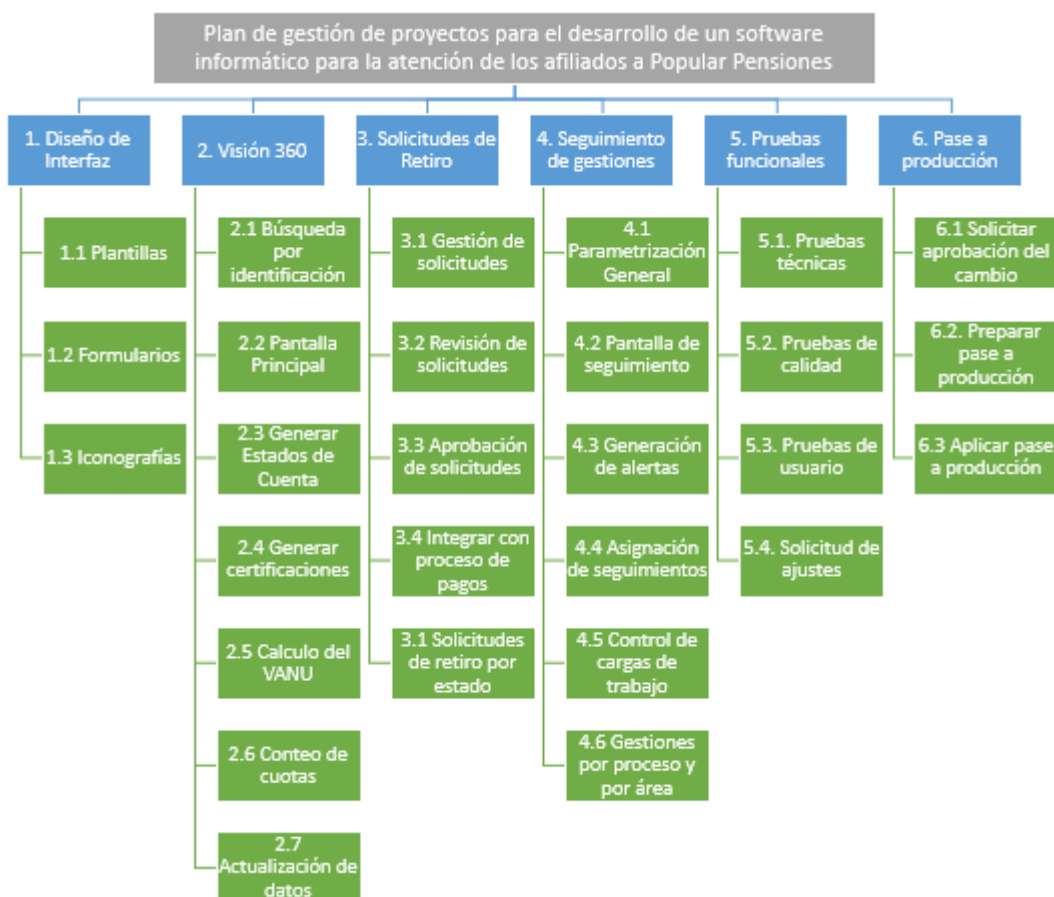 Plan de gestión de proyectos para el desarrollo de un software
informático para la atención de los afiliados a Popular Pensiones
1. Diseño de
Interfaz
1.1 Plantillas
1.2 Formularios
1.3 Iconografías
2. Visión 360
2.1 Búsqueda
por
identificación
2.2 Pantalla
Principal
2.3 Generar
Estados de
Cuenta
2.4 Generar
certificaciones
2.5 Calculo del
VANU
2.6 Conteo de
cuotas
2.7
Actualización de
datos
3. Solicitudes de
Retiro
3.1 Gestión de
solicitudes
3.2 Revisión de
solicitudes
3.3 Aprobación
de solicitudes
3.4 Integrar con
proceso de
pagos
3.1 Solicitudes
de retiro por
estado
4. Seguimiento
de gestiones
4.1
Parametrización
General
4.2 Pantalla de
seguimiento
4.3 Generación
de alertas
4.4 Asignación
de seguimientos
4.5 Control de
cargas de
trabajo
4.6 Gestiones
por proceso y
por área
5. Pruebas
funcionales
5.1. Pruebas
técnicas
5.2. Pruebas de
calidad
5.3. Pruebas de
usuario
5.4. Solicitud de
ajustes
6. Pase a
producción
6.1 Solicitar
aprobación del
cambio
6.2. Preparar
pase a
producción
6.3 Aplicar pase
a producción